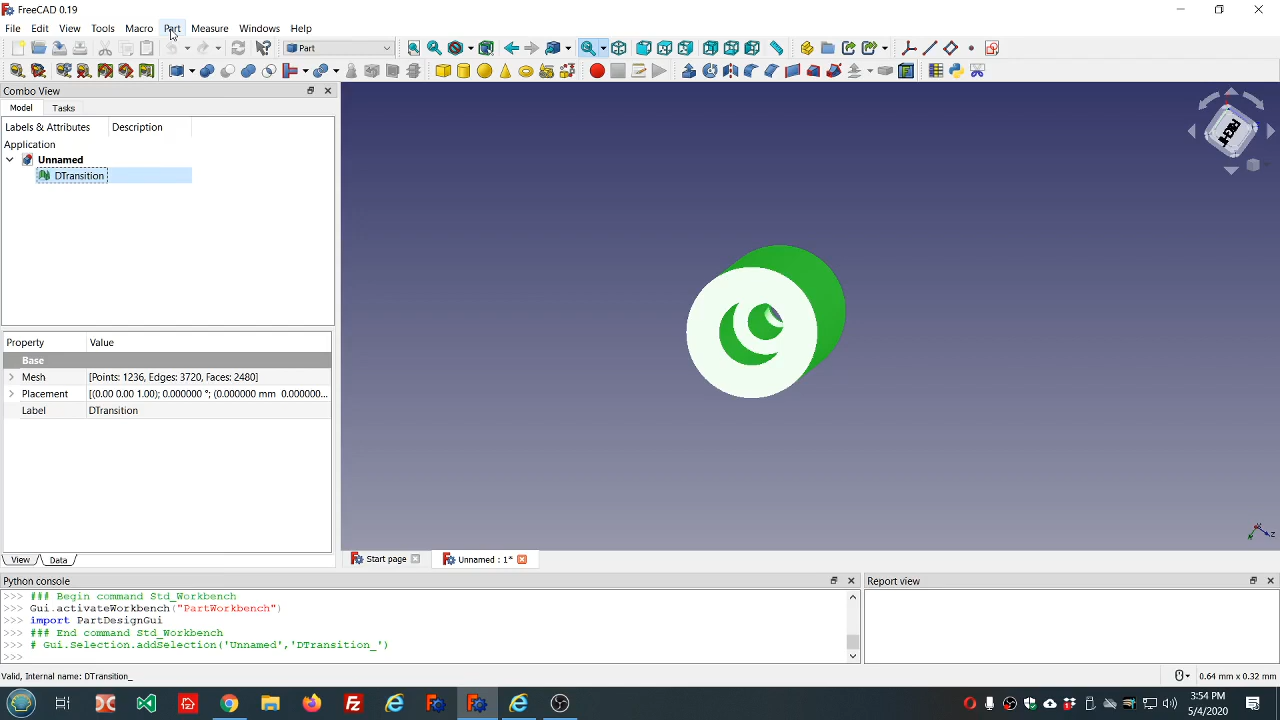 FreeCAD 0.19
File Edit View Tools Macro Part Measure Windows Help
Part
Combo View
Model Tasks
Labels & Attributes Description
Application
Unnamed
DTransition
Property Value
Base
Mesh [Points: 1236, Edges: 3720, Faces: 2480]
Placement [(0.00 0.00 1.00); 0.000000 °; (0.000000 mm 0.000000...
Label DTransition
View Data
Start page Unnamed : 1*
Python console
>>> ### Begin command Std_Workbench
>>> Gui.activateWorkbench("PartWorkbench")
>>> import PartDesignGui
>>> ### End command Std_Workbench
>>> # Gui.Selection.addSelection('Unnamed','DTransition_')
>>>
Report view
Valid, Internal name: DTransition_
0.64 mm x 0.32 mm
3:54 PM
5/4/2020